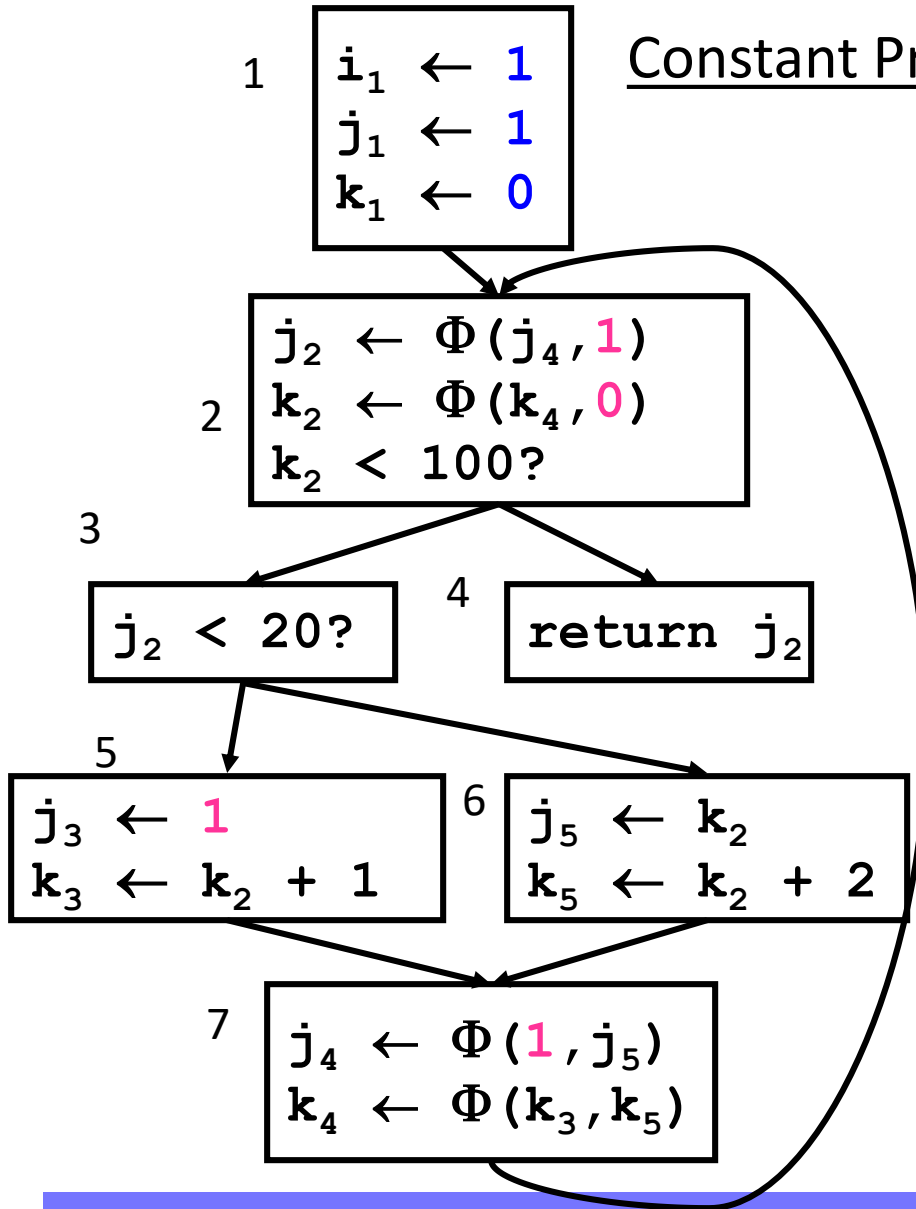 Constant Pr
1
i₁ ← 1
j₁ ← 1
k₁ ← 0
2
j₂ ← Φ(j₄,1)
k₂ ← Φ(k₄,0)
k₂ < 100?
3
j₂ < 20?
4
return j₂
5
j₃ ← 1
k₃ ← k₂ + 1
6
j₅ ← k₂
k₅ ← k₂ + 2
7
j₄ ← Φ(1,j₅)
k₄ ← Φ(k₃,k₅)